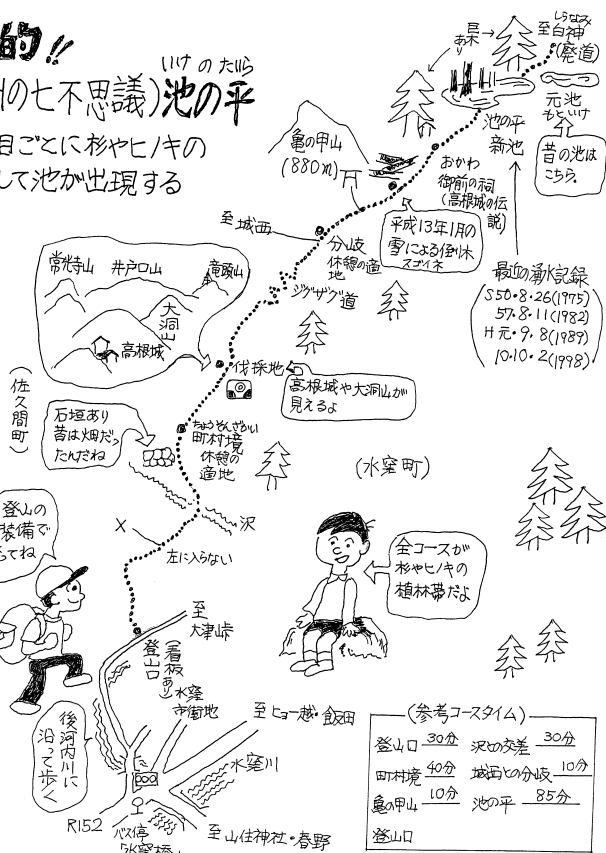 的!!
の七不思議)池の平
いけ の たいら
目ごとに杉やヒノキの
して池が出現する
巨木
あり
しらなみ
至白神
(廃道)
元池
もといけ
昔の池は
こちら。
池の平
新池
亀の甲山
(880m)
おかわ
御前の祠
(高根城の伝
説)
平成13年1月の
雪による倒木
スゴイネ
至城西
分岐
休憩の適
地
ジグザグ道
最近の湧水記録
S50・8・26(1975)
57・8・11(1982)
H元・9・8(1989)
10・10・2(1998)
常光寺山
井戸口山
竜頭山
大洞山
高根城
伐採地
高根城や大洞山が
見えるよ
(佐久間町)
石垣あり
昔は畑だっ
たんだね
ちょうそんざかい
町村境
休憩の
適地
(水窪町)
沢
X
左に入らない
登山の
装備で
てね
全コースが
杉やヒノキの
植林帯だよ
至
大津峠
登山口
(看板あり)
水窪
市街地
至ヒョー越・飯田
水窪川
後河内川に
沿って歩く
R152
バス停
水窪橋
至山住神社・春野
(参考コースタイム)
登山口 30分 沢との交差 30分
町村境 40分 城西との分岐 10分
亀の甲山 10分 池の平 85分
登山口